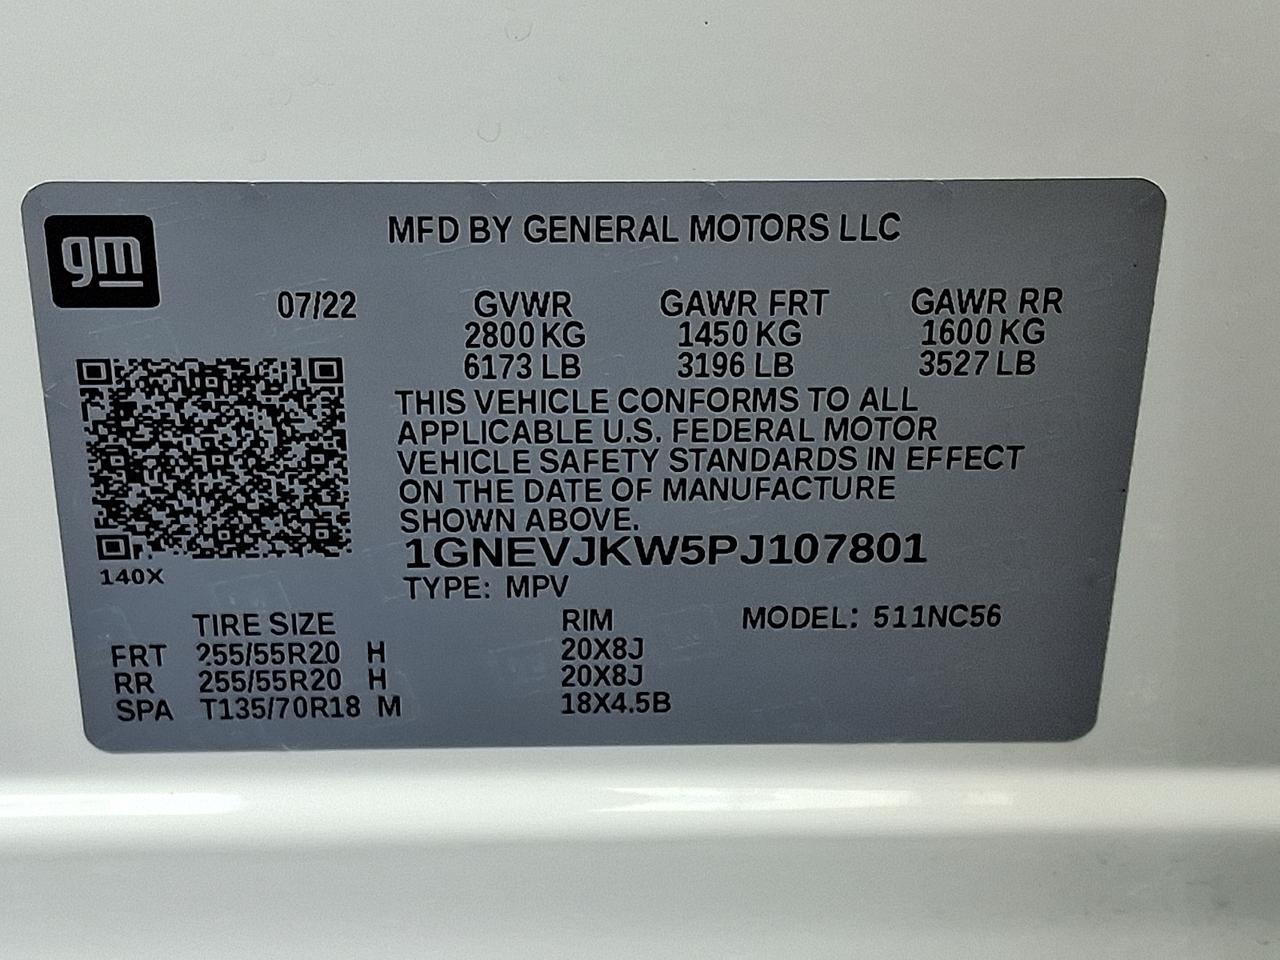 gm
MFD BY GENERAL MOTORS LLC
07/22 GVWR GAWR FRT GAWR RR
2800 KG 1450 KG 1600 KG
6173 LB 3196 LB 3527 LB
THIS VEHICLE CONFORMS TO ALL
APPLICABLE U.S. FEDERAL MOTOR
VEHICLE SAFETY STANDARDS IN EFFECT
ON THE DATE OF MANUFACTURE
SHOWN ABOVE.
1GNEVJKW5PJ107801
140X
TYPE: MPV
TIRE SIZE RIM MODEL: 511NC56
FRT 255/55R20 H 20X8J
RR 255/55R20 H 20X8J
SPA T135/70R18 M 18X4.5B